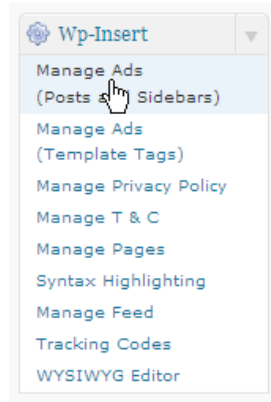 Wp-Insert
Manage Ads
(Posts and Sidebars)
Manage Ads
(Template Tags)
Manage Privacy Policy
Manage T & C
Manage Pages
Syntax Highlighting
Manage Feed
Tracking Codes
WYSIWYG Editor